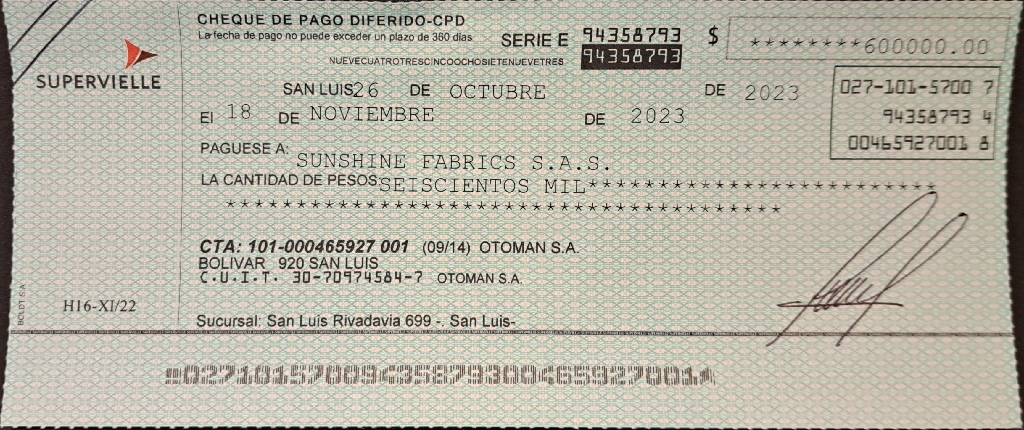 CHEQUE DE PAGO DIFERIDO-CPD
La fecha de pago no puede exceder un plazo de 360 días
SERIE E 94358793
94358793
$ ********600000.00
NUEVECUATROTRESCINCOOCHOSIETENUEVETRES
SUPERVIELLE
SAN LUIS 26 DE OCTUBRE DE 2023
027-101-5700 7
94358793 4
00465927001 8
El 18 DE NOVIEMBRE DE 2023
PAGUESE A: SUNSHINE FABRICS S.A.S.
LA CANTIDAD DE PESOS SEISCIENTOS MIL******************************
***************************************
CTA: 101-000465927 001 (09/14) OTOMAN S.A.
BOLIVAR 920 SAN LUIS
C.U.I.T. 30-70974584-7 OTOMAN S.A.
BOLDT S.A.
H16-XI/22
Sucursal: San Luis Rivadavia 699 -. San Luis-
02710157009435879300465927001